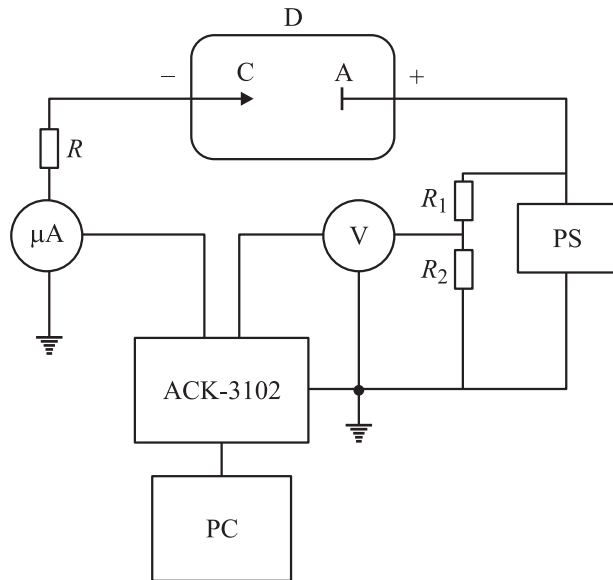 D
– C A +
R
R1
μA V PS
R2
ACK-3102
PC